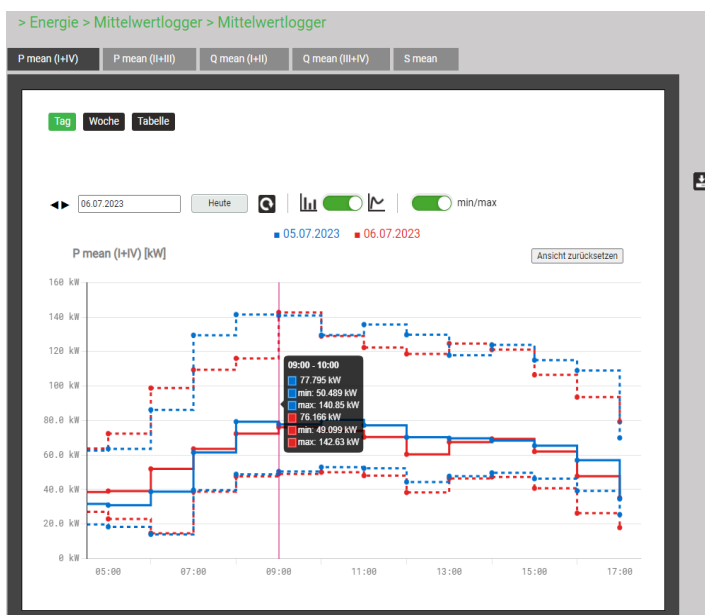 > Energie > Mittelwertlogger > Mittelwertlogger
P mean (I+IV) P mean (II+III) Q mean (I+II) Q mean (III+IV) S mean
Tag Woche Tabelle
06.07.2023 Heute min/max
05.07.2023 06.07.2023
P mean (I+IV) [kW] Ansicht zurücksetzen
160 kW
140 kW
120 kW
100 kW
80.0 kW
60.0 kW
40.0 kW
20.0 kW
0 kW
09:00 - 10:00
77.795 kW
min: 50.489 kW
max: 140.85 kW
76.166 kW
min: 49.099 kW
max: 142.63 kW
05:00 07:00 09:00 11:00 13:00 15:00 17:00